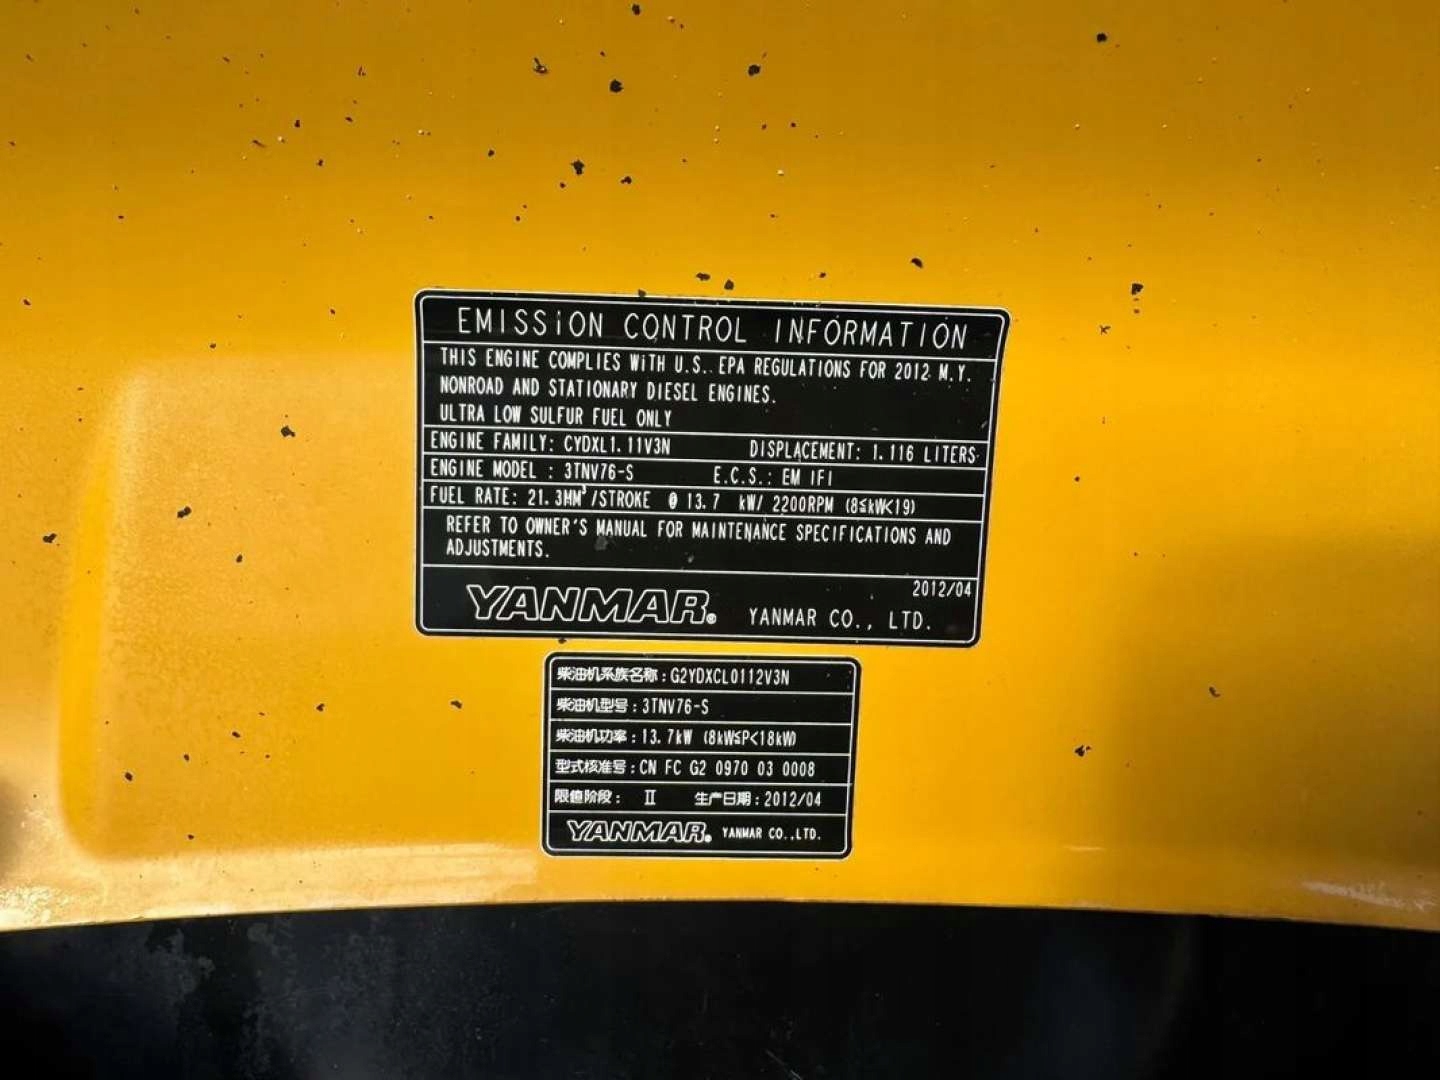 EMISSION CONTROL INFORMATION
THIS ENGINE COMPLIES WITH U.S. EPA REGULATIONS FOR 2012 M.Y.
NONROAD AND STATIONARY DIESEL ENGINES.
ULTRA LOW SULFUR FUEL ONLY
ENGINE FAMILY: CYDXL1.11V3N DISPLACEMENT: 1.116 LITERS
ENGINE MODEL : 3TNV76-S E.C.S.: EM IFI
FUEL RATE: 21.3MM³/STROKE @ 13.7 kW/ 2200RPM (8≤kW<19)
REFER TO OWNER'S MANUAL FOR MAINTENANCE SPECIFICATIONS AND
ADJUSTMENTS.
2012/04
YANMAR® YANMAR CO., LTD.
柴油机系族名称:G2YDXCL0112V3N
柴油机型号:3TNV76-S
柴油机功率:13.7kW (8kW≤P<18kW)
型式核准号:CN FC G2 0970 03 0008
限值阶段: II 生产日期:2012/04
YANMAR® YANMAR CO.,LTD.